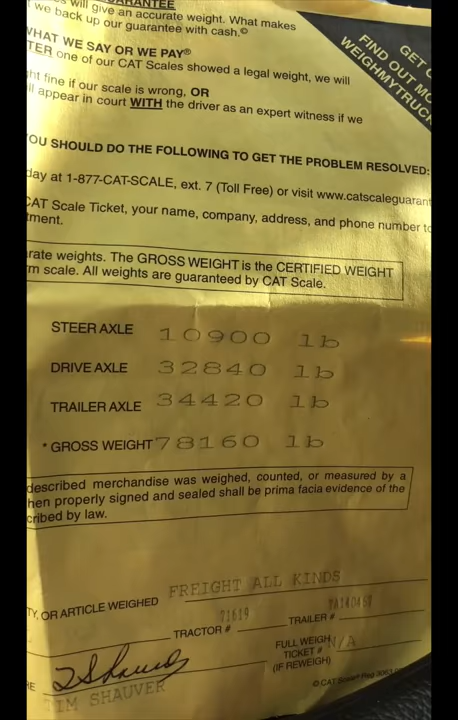 will give an accurate weight. What makes
we back up our guarantee with cash.©
WHAT WE SAY OR WE PAY®
one of our CAT Scales showed a legal weight, we will
fine if our scale is wrong, OR
appear in court WITH the driver as an expert witness if we
YOU SHOULD DO THE FOLLOWING TO GET THE PROBLEM RESOLVED:
day at 1-877-CAT-SCALE, ext. 7 (Toll Free) or visit www.catscaleguarant
CAT Scale Ticket, your name, company, address, and phone number to
tment.
rate weights. The GROSS WEIGHT is the CERTIFIED WEIGHT
m scale. All weights are guaranteed by CAT Scale.
GET
FIND OUT MO
WEIGHMYTRUCK
STEER AXLE 10900 lb
DRIVE AXLE 32840 lb
TRAILER AXLE 34420 lb
* GROSS WEIGHT 78160 lb
described merchandise was weighed, counted, or measured by a
hen properly signed and sealed shall be prima facia evidence of the
cribed by law.
FREIGHT ALL KINDS
TY, OR ARTICLE WEIGHED
71619
TRACTOR #
TRAILER #
FULL WEIGH N/A
TICKET #
(IF REWEIGH)
TIM SHAUVER
© CAT Scale